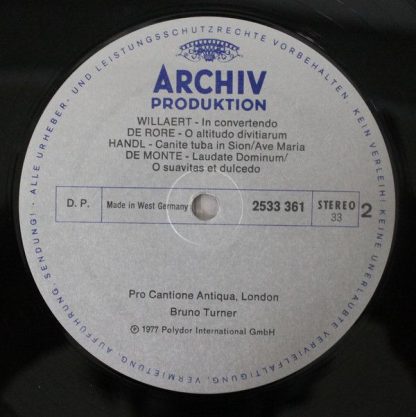 ALLE URHEBER- UND LEISTUNGSSCHUTZRECHTE VORBEHALTEN · KEIN VERLEIH! KEINE UNERLAUBTE VERVIELFÄLTIGUNG, VERMIETUNG, AUFFÜHRUNG, SENDUNG! ·
ARCHIV
PRODUKTION
WILLAERT - In convertendo
DE RORE - O altitudo divitiarum
HANDL - Canite tuba in Sion/Ave Maria
DE MONTE - Laudate Dominum/
O suavitas et dulcedo
D. P. Made in West Germany 2533 361 STEREO 2
33
Pro Cantione Antiqua, London
Bruno Turner
Ⓟ 1977 Polydor International GmbH